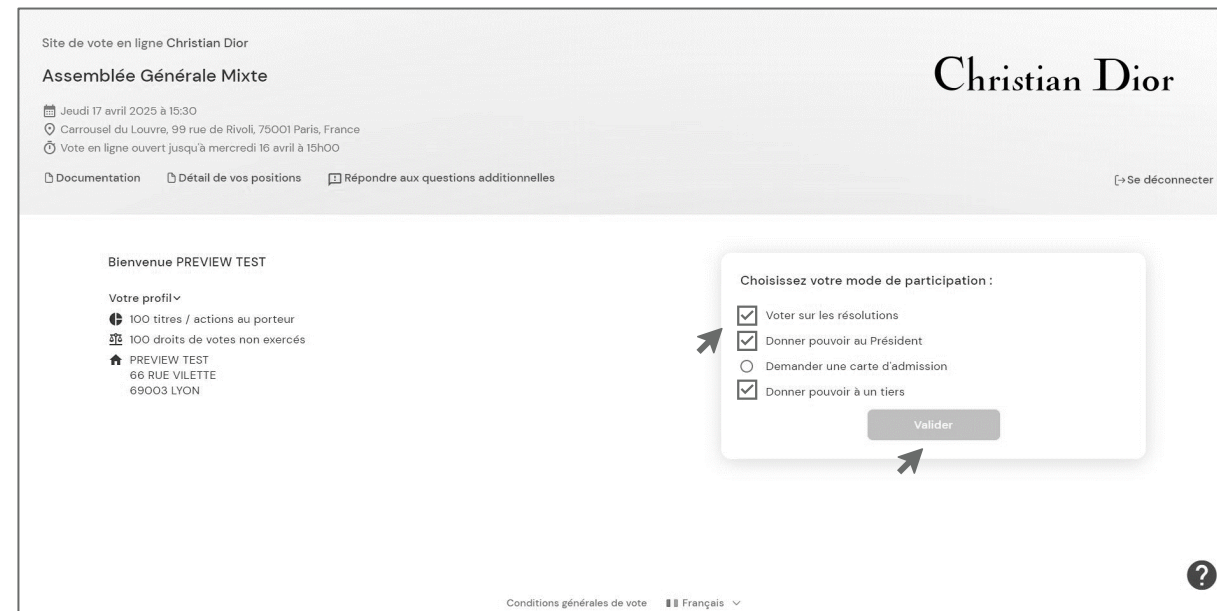 Site de vote en ligne Christian Dior
Christian Dior
Assemblée Générale Mixte
Jeudi 17 avril 2025 à 15:30
Carrousel du Louvre, 99 rue de Rivoli, 75001 Paris, France
Vote en ligne ouvert jusqu'à mercredi 16 avril à 15h00
Documentation Détail de vos positions Répondre aux questions additionnelles
Se déconnecter
Bienvenue PREVIEW TEST
Votre profil
100 titres / actions au porteur
100 droits de votes non exercés
PREVIEW TEST
66 RUE VILETTE
69003 LYON
Choisissez votre mode de participation :
Voter sur les résolutions
Donner pouvoir au Président
Demander une carte d'admission
Donner pouvoir à un tiers
Valider
?
Conditions générales de vote Français